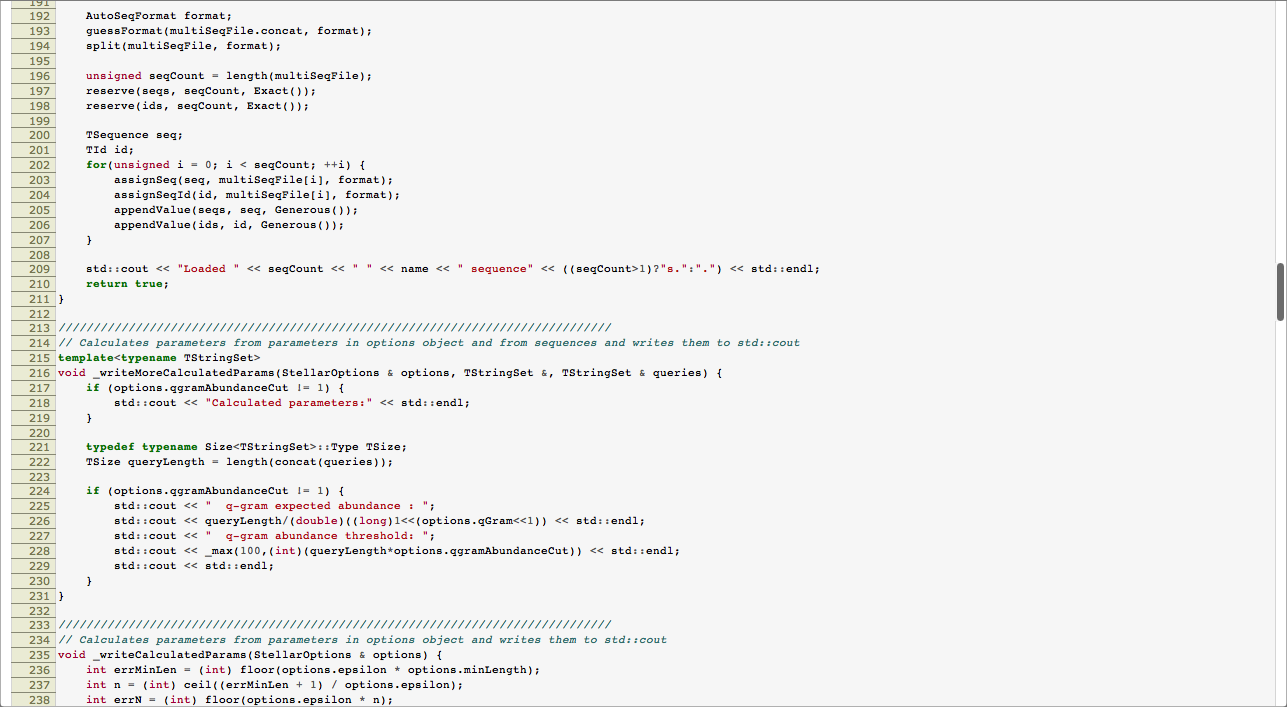 191
192 AutoSeqFormat format;
193 guessFormat(multiSeqFile.concat, format);
194 split(multiSeqFile, format);
195
196 unsigned seqCount = length(multiSeqFile);
197 reserve(seqs, seqCount, Exact());
198 reserve(ids, seqCount, Exact());
199
200 TSequence seq;
201 TId id;
202 for(unsigned i = 0; i < seqCount; ++i) {
203 assignSeq(seq, multiSeqFile[i], format);
204 assignSeqId(id, multiSeqFile[i], format);
205 appendValue(seqs, seq, Generous());
206 appendValue(ids, id, Generous());
207 }
208
209 std::cout << "Loaded " << seqCount << " " << name << " sequence" << ((seqCount>1)?"s.":".") << std::endl;
210 return true;
211 }
212
213 ///////////////////////////////////////////////////////////////////////////////
214 // Calculates parameters from parameters in options object and from sequences and writes them to std::cout
215 template<typename TStringSet>
216 void _writeMoreCalculatedParams(StellarOptions & options, TStringSet &, TStringSet & queries) {
217 if (options.qgramAbundanceCut != 1) {
218 std::cout << "Calculated parameters:" << std::endl;
219 }
220
221 typedef typename Size<TStringSet>::Type TSize;
222 TSize queryLength = length(concat(queries));
223
224 if (options.qgramAbundanceCut != 1) {
225 std::cout << "  q-gram expected abundance : ";
226 std::cout << queryLength/(double)((long)1<<(options.qGram<<1)) << std::endl;
227 std::cout << "  q-gram abundance threshold: ";
228 std::cout << _max(100,(int)(queryLength*options.qgramAbundanceCut)) << std::endl;
229 std::cout << std::endl;
230 }
231 }
232
233 ///////////////////////////////////////////////////////////////////////////////
234 // Calculates parameters from parameters in options object and writes them to std::cout
235 void _writeCalculatedParams(StellarOptions & options) {
236 int errMinLen = (int) floor(options.epsilon * options.minLength);
237 int n = (int) ceil((errMinLen + 1) / options.epsilon);
238 int errN = (int) floor(options.epsilon * n);